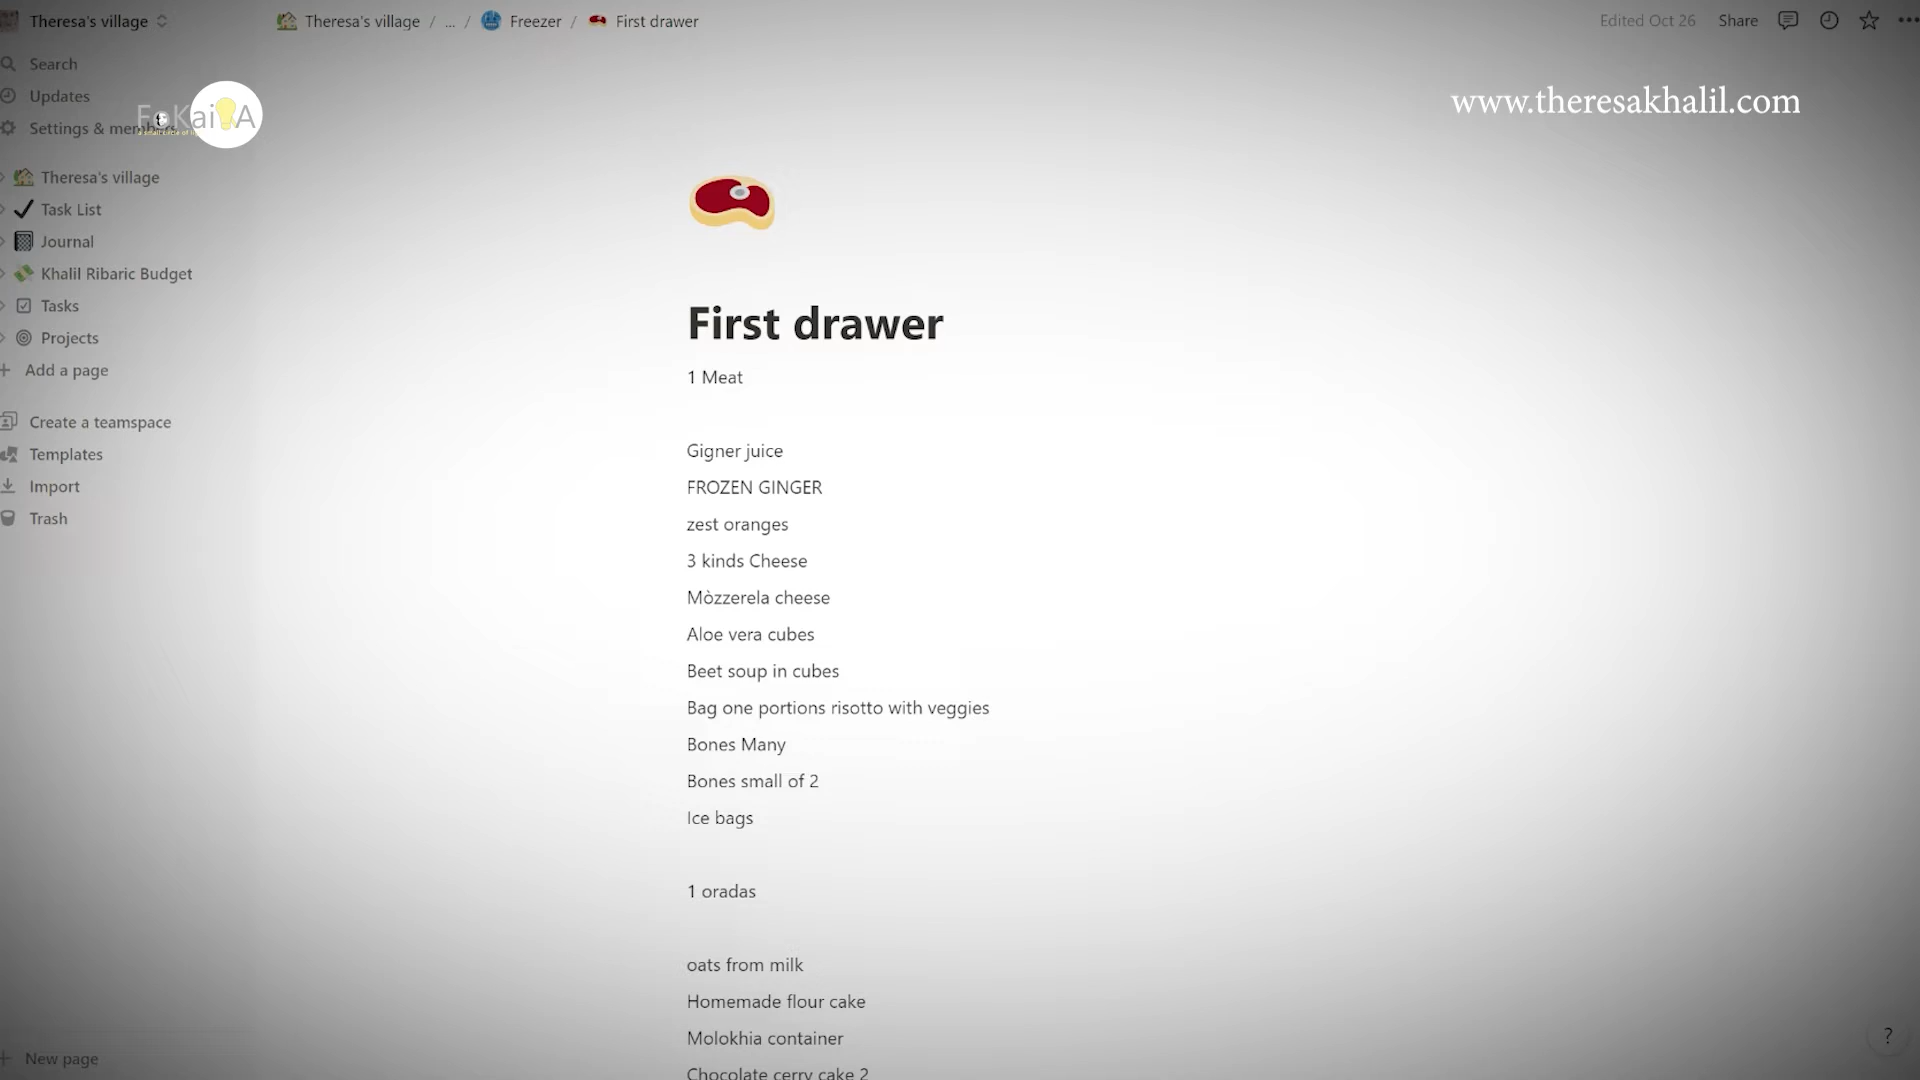 Theresa's village
Theresa's village / ... / Freezer / First drawer
Edited Oct 26 Share
Search
Updates
Settings &
FoKaiA
www.theresakhalil.com
Theresa's village
Task List
Journal
Khalil Ribaric Budget
Tasks
Projects
+ Add a page
Create a teamspace
Templates
Import
Trash
+ New page
First drawer
1 Meat
Gigner juice
FROZEN GINGER
zest oranges
3 kinds Cheese
Mòzzerela cheese
Aloe vera cubes
Beet soup in cubes
Bag one portions risotto with veggies
Bones Many
Bones small of 2
Ice bags
1 oradas
oats from milk
Homemade flour cake
Molokhia container
Chocolate cerry cake 2
?